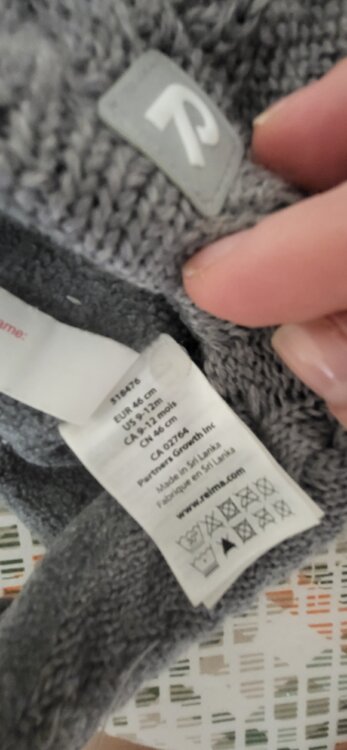 ame:
518476
EUR 46 cm
US 9-12m
CA 9-12 mois
CN 46 cm
CA 02764
Partners Growth Inc
Made in Sri Lanka
Fabrique en Sri Lanka
www.reima.com